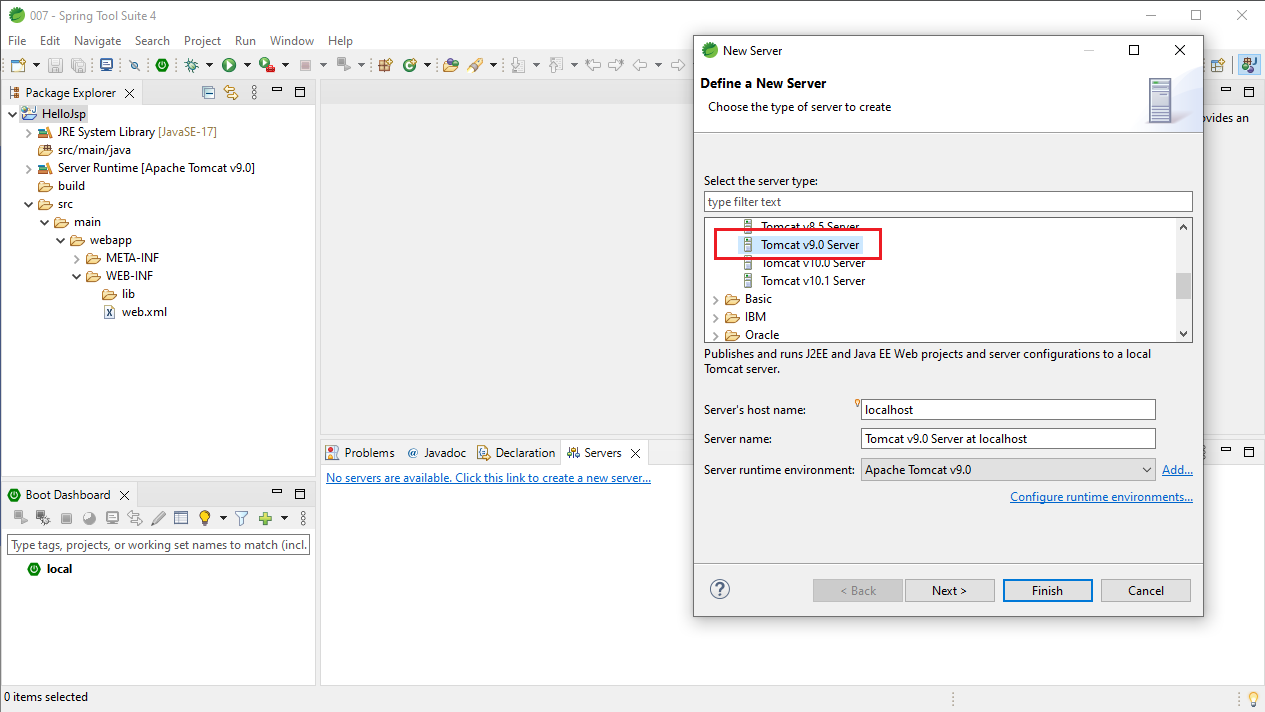 007 - Spring Tool Suite 4
File Edit Navigate Search Project Run Window Help
Package Explorer
HelloJsp
JRE System Library [JavaSE-17]
src/main/java
Server Runtime [Apache Tomcat v9.0]
build
src
main
webapp
META-INF
WEB-INF
lib
web.xml
Boot Dashboard
Type tags, projects, or working set names to match (incl.
local
0 items selected
Problems @ Javadoc Declaration Servers
No servers are available. Click this link to create a new server...
vides an
New Server
Define a New Server
Choose the type of server to create
Select the server type:
type filter text
Tomcat v8.5 Server
Tomcat v9.0 Server
Tomcat v10.0 Server
Tomcat v10.1 Server
Basic
IBM
Oracle
Publishes and runs J2EE and Java EE Web projects and server configurations to a local
Tomcat server.
Server's host name: localhost
Server name: Tomcat v9.0 Server at localhost
Server runtime environment: Apache Tomcat v9.0 Add...
Configure runtime environments...
? < Back Next > Finish Cancel